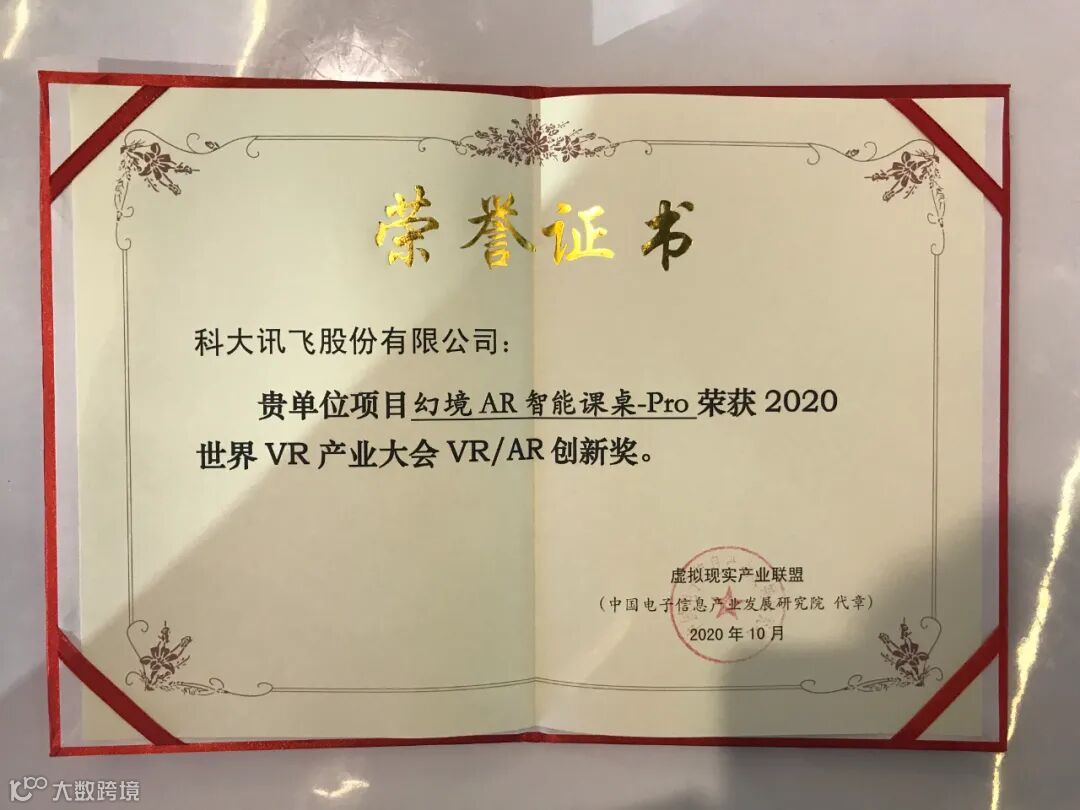 荣誉证书
科大讯飞股份有限公司：
贵单位项目幻境AR智能课桌-Pro荣获2020
世界VR产业大会VR/AR创新奖。
虚拟现实产业联盟
（中国电子信息产业发展研究院 代章）
2020年10月
大数跨境